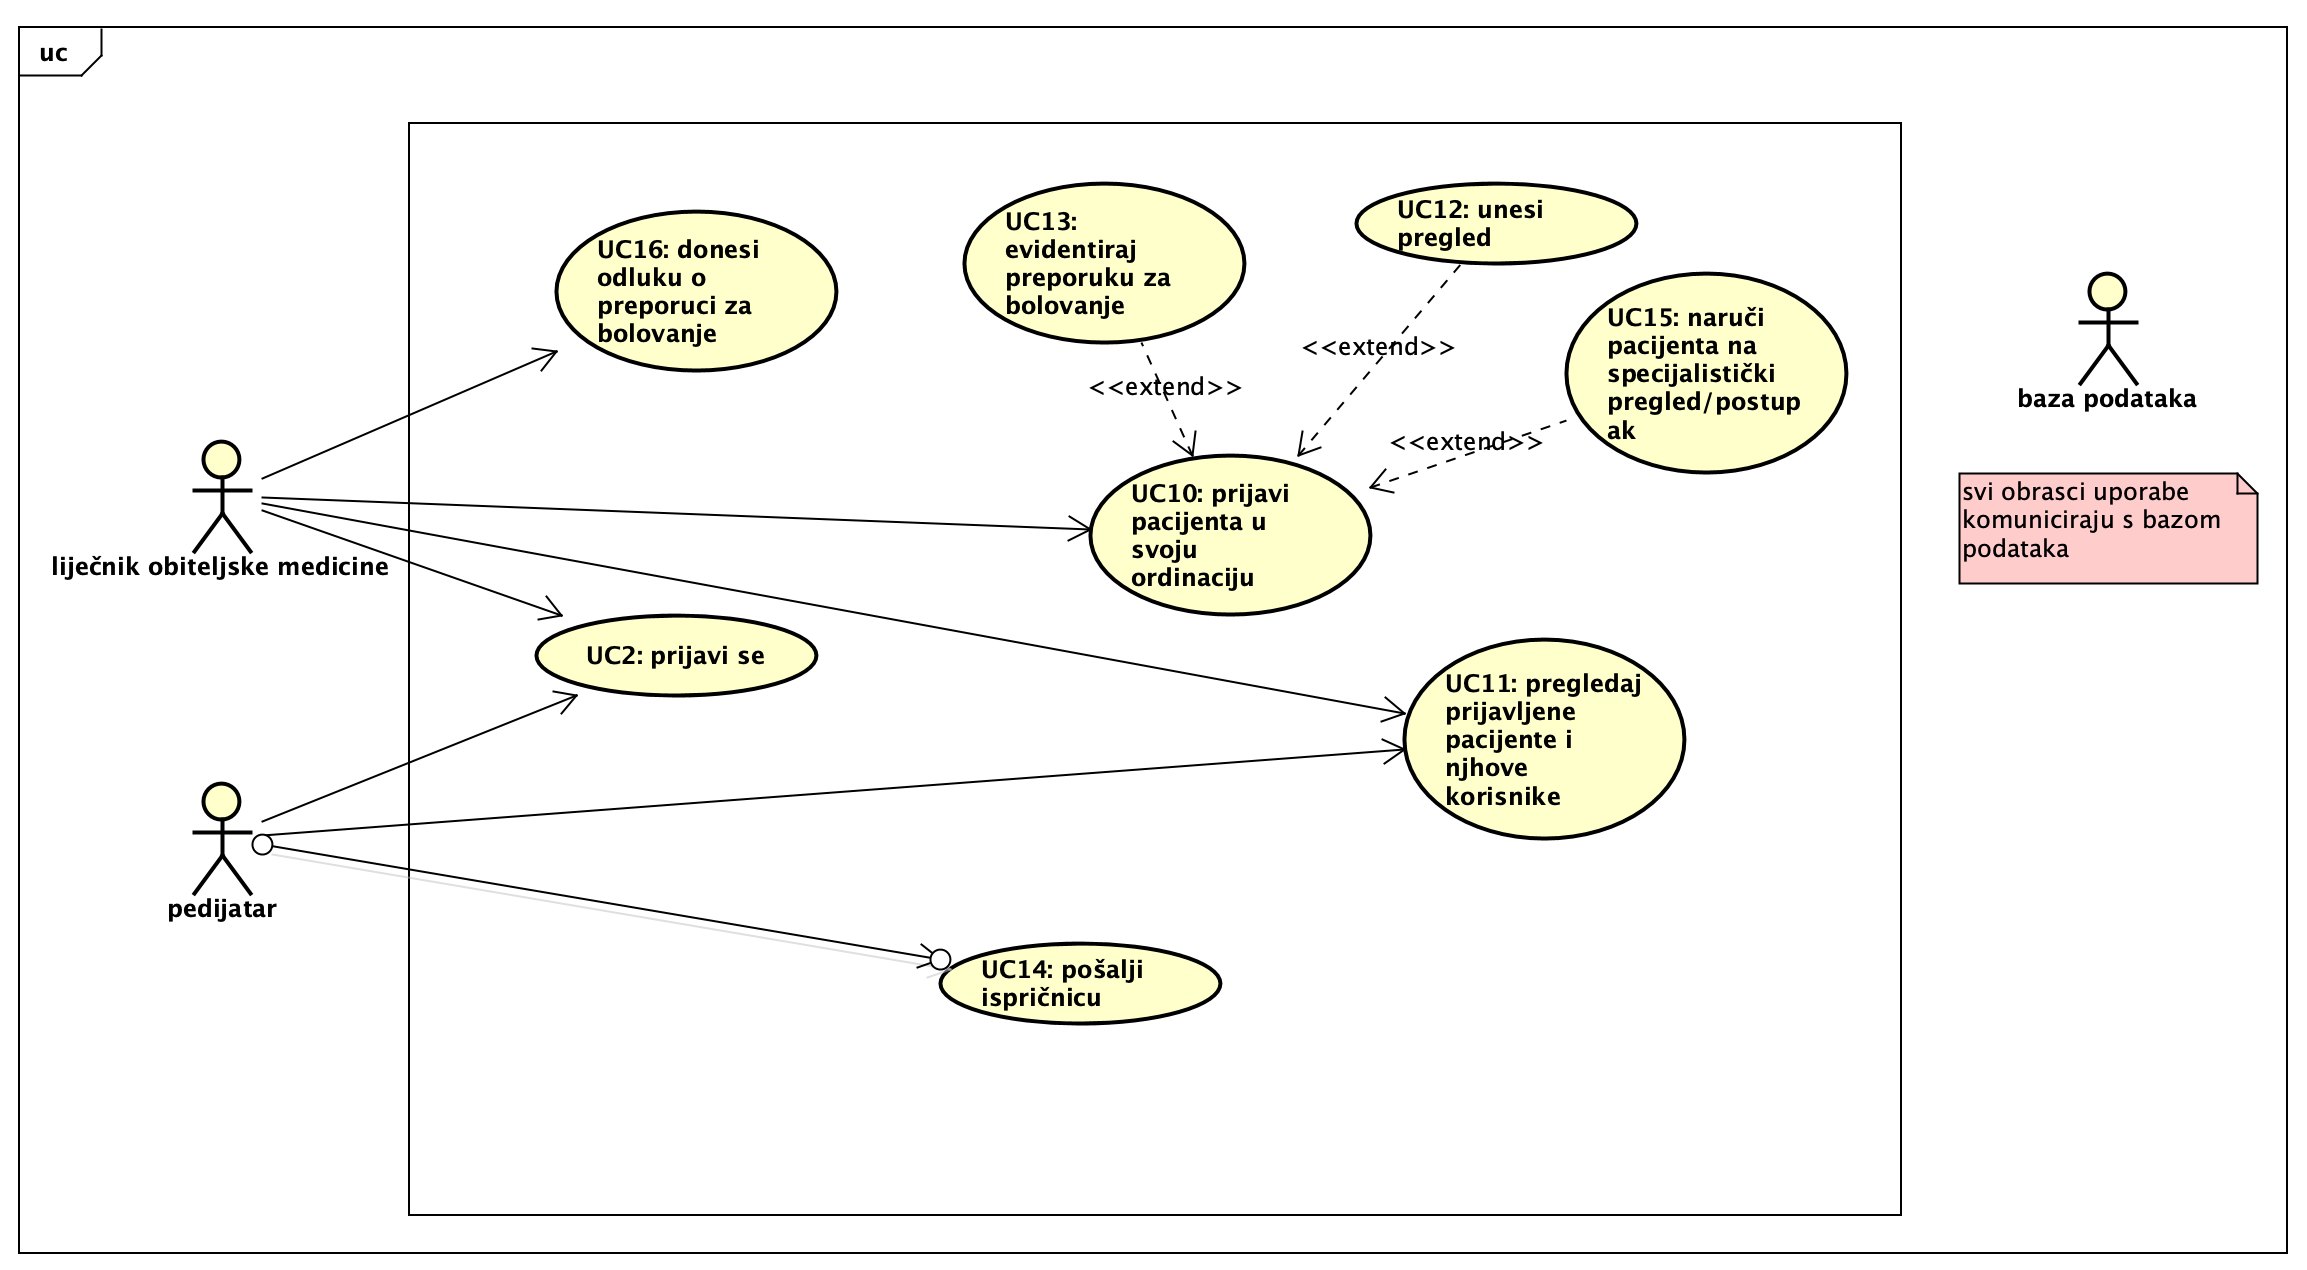 uc
UC16: donesi
odluku o
preporuci za
bolovanje
UC13:
evidentiraj
preporuku za
bolovanje
UC12: unesi
pregled
UC15: naruči
pacijenta na
specijalistički
pregled/postup
ak
<<extend>>
<<extend>>
<<extend>>
baza podataka
svi obrasci uporabe
komuniciraju s bazom
podataka
liječnik obiteljske medicine
UC10: prijavi
pacijenta u
svoju
ordinaciju
UC2: prijavi se
UC11: pregledaj
prijavljene
pacijente i
njhove
korisnike
pedijatar
UC14: pošalji
ispričnicu